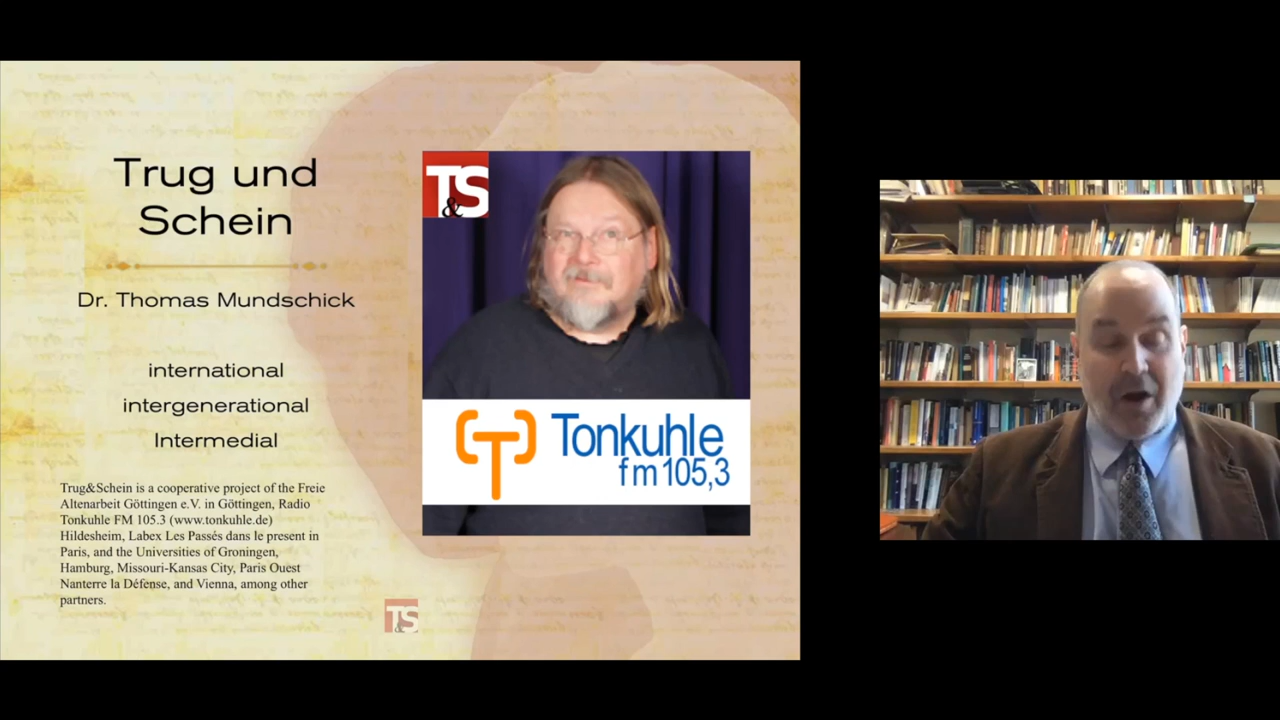 Trug und
Schein
Dr. Thomas Mundschick
international
intergenerational
Intermedial
Trug&Schein is a cooperative project of the Freie
Altenarbeit Göttingen e.V. in Göttingen, Radio
Tonkuhle FM 105.3 (www.tonkuhle.de)
Hildesheim, Labex Les Passés dans le present in
Paris, and the Universities of Groningen,
Hamburg, Missouri-Kansas City, Paris Ouest
Nanterre la Défense, and Vienna, among other
partners.
T&S
T
Tonkuhle
fm 105,3
T&S